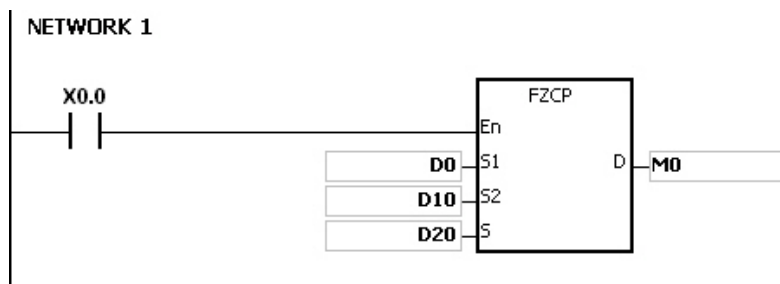 NETWORK 1
X0.0
FZCP
En
D0 S1 D M0
D10 S2
D20 S